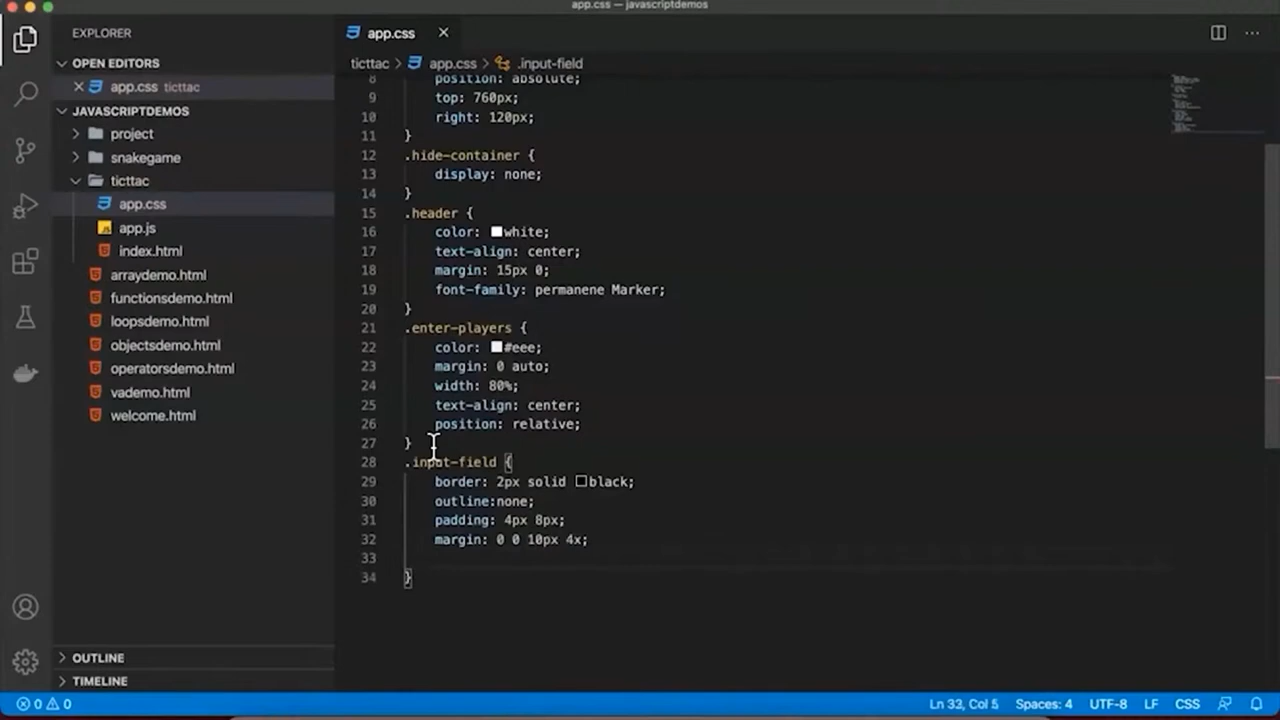 app.css — javascriptdemos
EXPLORER
OPEN EDITORS
app.css ticttac
JAVASCRIPTDEMOS
project
snakegame
ticttac
app.css
app.js
index.html
arraydemo.html
functionsdemo.html
loopsdemo.html
objectsdemo.html
operatorsdemo.html
vademo.html
welcome.html
OUTLINE
TIMELINE
app.css
ticttac > app.css > .input-field
8 position: absolute;
9 top: 760px;
10 right: 120px;
11 }
12 .hide-container {
13 display: none;
14 }
15 .header {
16 color: white;
17 text-align: center;
18 margin: 15px 0;
19 font-family: permanene Marker;
20 }
21 .enter-players {
22 color: #eee;
23 margin: 0 auto;
24 width: 80%;
25 text-align: center;
26 position: relative;
27 }
28 .input-field {
29 border: 2px solid black;
30 outline:none;
31 padding: 4px 8px;
32 margin: 0 0 10px 4x;
33
34 }
0 0 Ln 33, Col 5 Spaces: 4 UTF-8 LF CSS